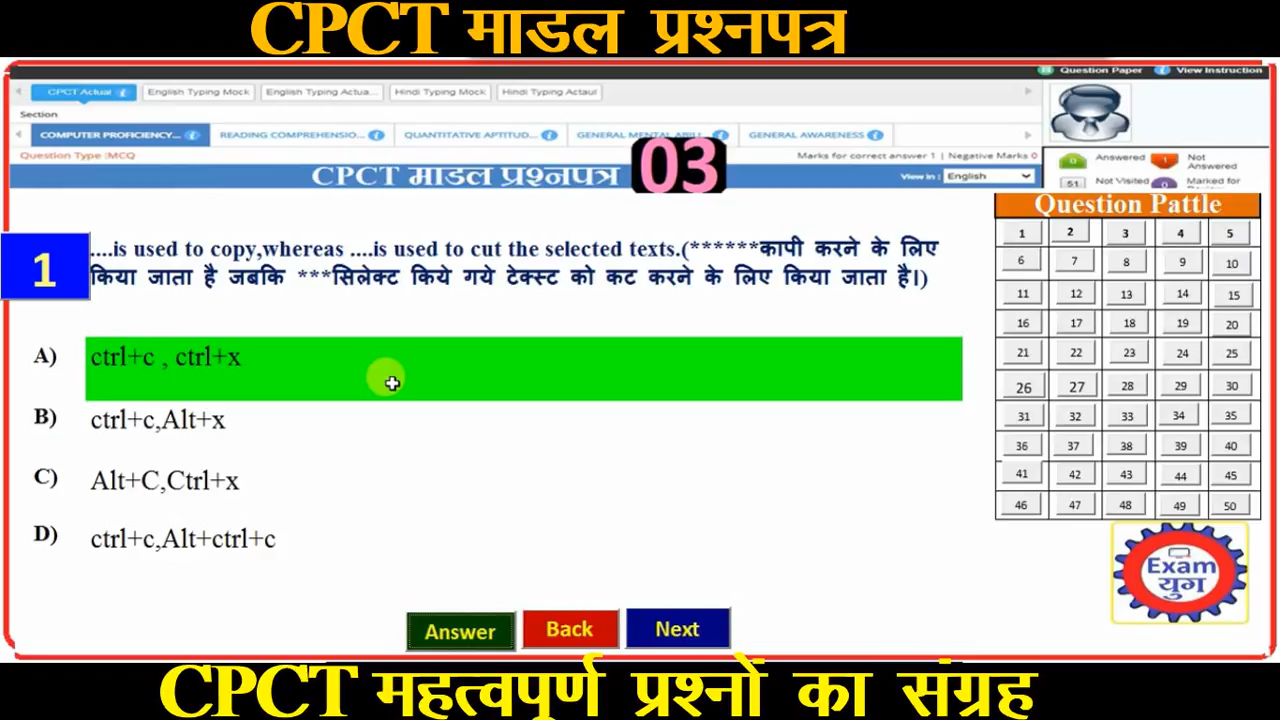 CPCT माडल प्रश्नपत्र
Question Paper View Instruction
CPCT Actual English Typing Mock English Typing Actua... Hindi Typing Mock Hindi Typing Actaul
Section
COMPUTER PROFICIENCY... READING COMPREHENSIO... QUANTITATIVE APTITUD... GENERAL MENTAL ABILI... GENERAL AWARENESS
Question Type :MCQ Marks for correct answer 1 | Negative Marks 0
CPCT माडल प्रश्नपत्र 03 View in : English
0 Answered 1 Not Answered
51 Not Visited 0 Marked for
Question Pattle
1 2 3 4 5
6 7 8 9 10
11 12 13 14 15
16 17 18 19 20
21 22 23 24 25
26 27 28 29 30
31 32 33 34 35
36 37 38 39 40
41 42 43 44 45
46 47 48 49 50
1
....is used to copy,whereas ....is used to cut the selected texts.(******कापी करने के लिए
किया जाता है जबकि ***सिलेक्ट किये गये टेक्स्ट को कट करने के लिए किया जाता है।)
A) ctrl+c , ctrl+x
B) ctrl+c,Alt+x
C) Alt+C,Ctrl+x
D) ctrl+c,Alt+ctrl+c
Exam
युग
Answer Back Next
CPCT महत्वपूर्ण प्रश्नों का संग्रह